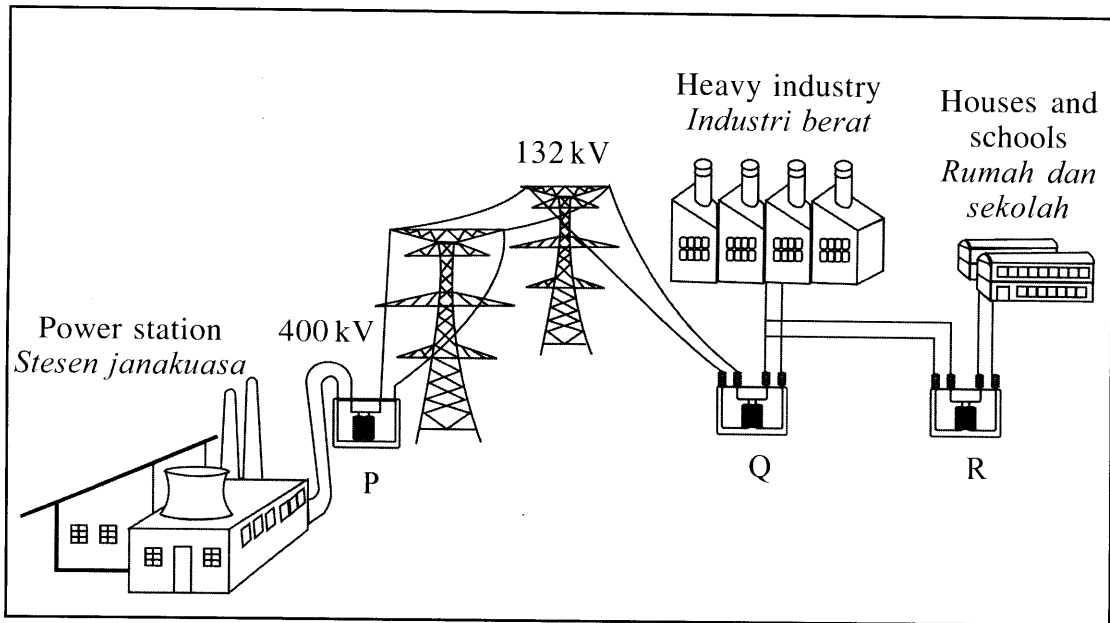 Power station
Stesen janakuasa
400 kV
132 kV
Heavy industry
Industri berat
Houses and
schools
Rumah dan
sekolah
P
Q
R